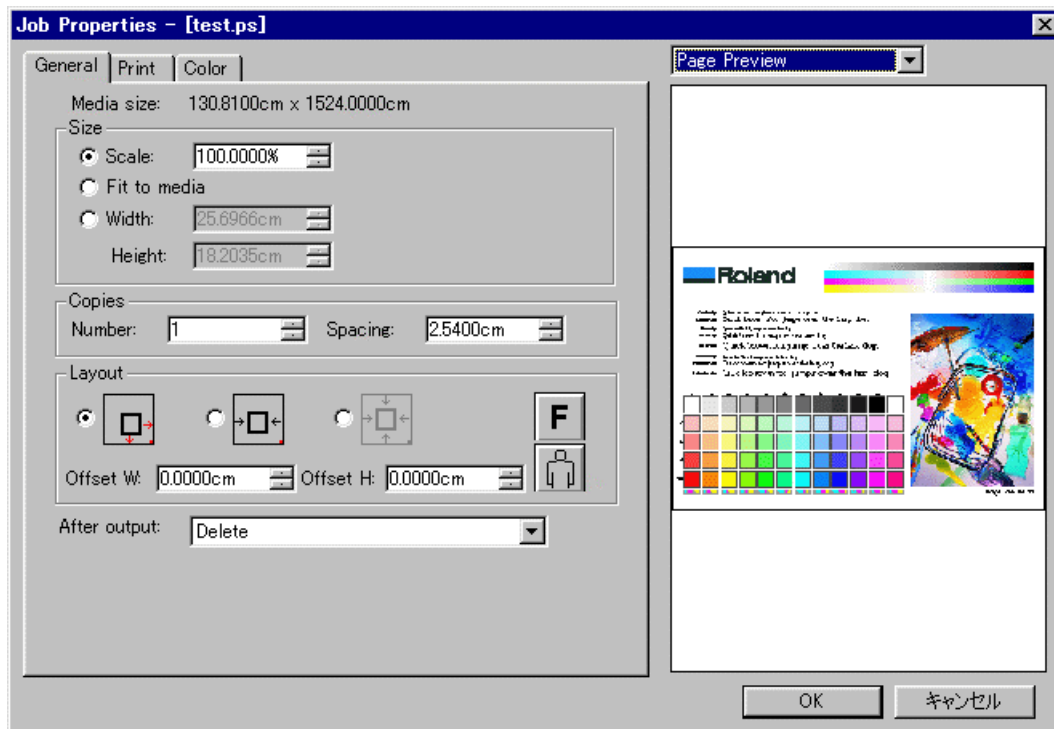 Job Properties - [test.ps]
General
Print
Color
Page Preview
Media size: 130.8100cm x 1524.0000cm
Size
Scale: 100.0000%
Fit to media
Width: 25.6966cm
Height: 18.2035cm
Copies
Number: 1 Spacing: 2.5400cm
Layout
F
Offset W: 0.0000cm Offset H: 0.0000cm
After output: Delete
Roland
OK
キャンセル